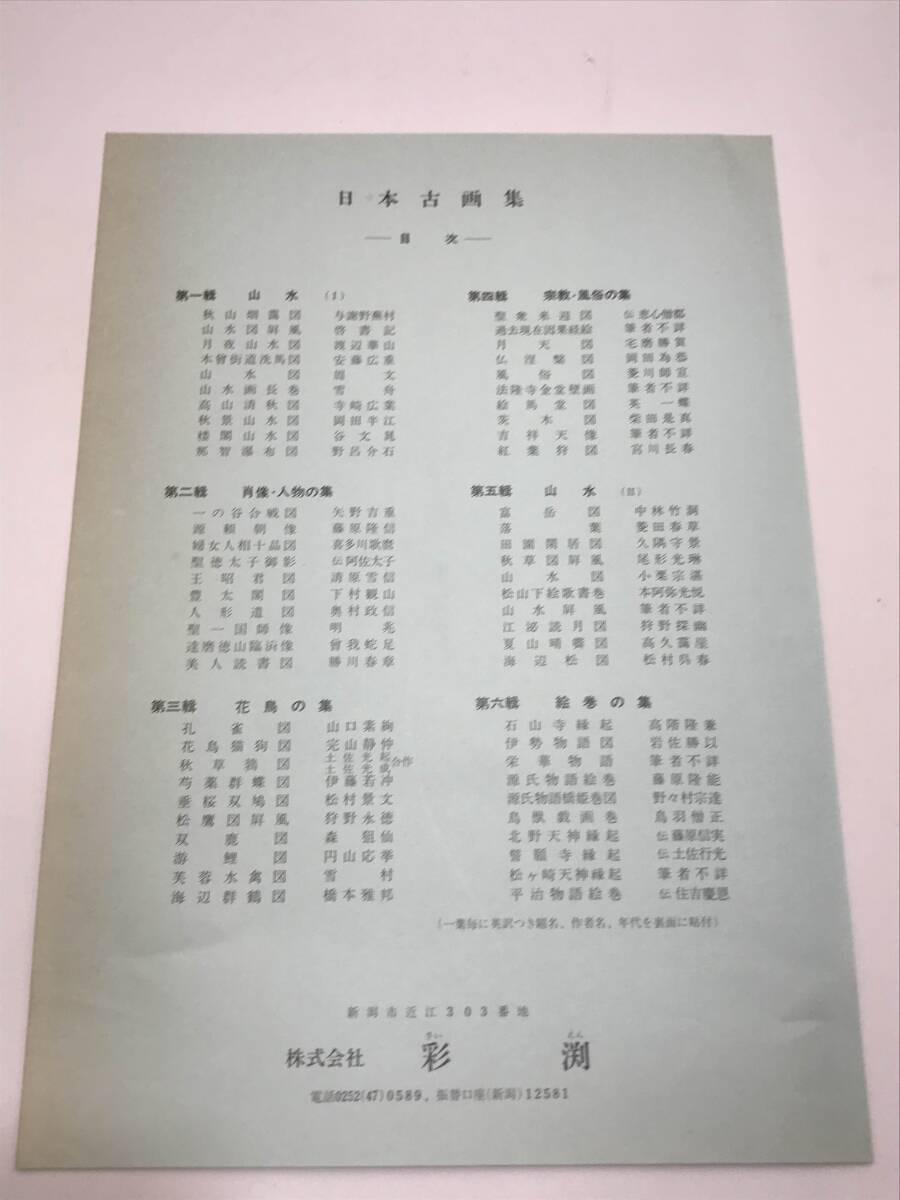 日本古画集
── 目次 ──
第一輯 山水 (I)
秋山烟靄図 与謝野蕪村
山水図屏風 啓書記
月夜山水図 渡辺華山
木曾街道洗馬図 安藤広重
山水図 周文
山水画長巻 雪舟
高山清秋図 寺崎広業
秋景山水図 岡田半江
楼閣山水図 谷文晁
那智瀑布図 野呂介石
第二輯 肖像・人物の集
一の谷合戦図 矢野吉重
源頼朝像 藤原隆信
婦女人相十品図 喜多川歌麿
聖徳太子御影 伝阿佐太子
王昭君図 清原雪信
豊太閤図 下村観山
人形遣図 奥村政信
聖一国師像 明兆
達磨徳山臨済像 曾我蛇足
美人読書図 勝川春章
第三輯 花鳥の集
孔雀図 山口素絢
花鳥猫狗図 完山静仲
秋草鶉図 土佐光起 土佐光成 合作
芍薬群蝶図 伊藤若冲
垂桜双鳩図 松村景文
松鷹図屏風 狩野永徳
双鹿図 森狙仙
游鯉図 円山応挙
芙蓉水禽図 雪村
海辺群鶴図 橋本雅邦
第四輯 宗教・風俗の集
聖衆来迎図 伝恵心僧都
過去現在因果経絵 筆者不詳
月天図 宅磨勝賀
仏涅槃図 岡田為恭
風俗図 菱川師宣
法隆寺金堂壁画 筆者不詳
絵馬堂図 英一蝶
茨木図 柴田是真
吉祥天像 筆者不詳
紅葉狩図 宮川長春
第五輯 山水 (II)
富岳図 中林竹洞
落葉 菱田春草
田園閑居図 久隅守景
秋草図屏風 尾形光琳
山水図 小栗宗湛
松山下絵歌書巻 本阿弥光悦
山水屏風 筆者不詳
江泌読月図 狩野探幽
夏山晴靄図 高久靄崖
海辺松図 松村呉春
第六輯 絵巻の集
石山寺縁起 高階隆兼
伊勢物語図 岩佐勝以
栄華物語 筆者不詳
源氏物語絵巻 藤原隆能
源氏物語橋姫巻図 野々村宗達
鳥獣戯画巻 鳥羽僧正
北野天神縁起 伝藤原信実
誓願寺縁起 伝土佐行光
松ヶ崎天神縁起 筆者不詳
平治物語絵巻 伝住吉慶恩
(一葉毎に英訳つき題名、作者名、年代を裏面に貼付)
新潟市近江303番地
さい えん
株式会社 彩渕
電話0252(47)0589, 振替口座(新潟)12581